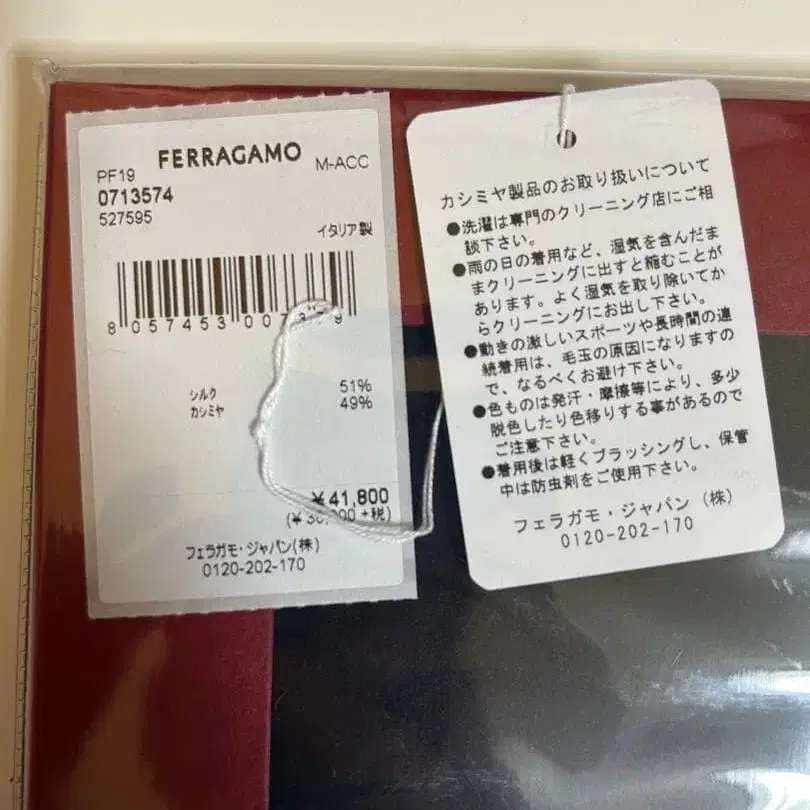 PF19
FERRAGAMO
M-ACC
0713574
527595
イタリア製
シルク 51%
カシミヤ 49%
￥41,800
+税)
フェラガモ・ジャパン(株)
0120-202-170
カシミヤ製品のお取り扱いについて
●洗濯は専門のクリーニング店にご相
談下さい。
●雨の日の着用など、湿気を含んだま
まクリーニングに出すと縮むことが
あります。よく湿気を取り除いてか
らクリーニングにお出し下さい。
●動きの激しいスポーツや長時間の連
続着用は、毛玉の原因になりますの
で、なるべくお避け下さい。
●色ものは発汗・摩擦等により、多少
脱色したり色移りする事があるので
ご注意下さい。
●着用後は軽くブラッシングし、保管
中は防虫剤をご使用下さい。
フェラガモ・ジャパン（株）
0120-202-170